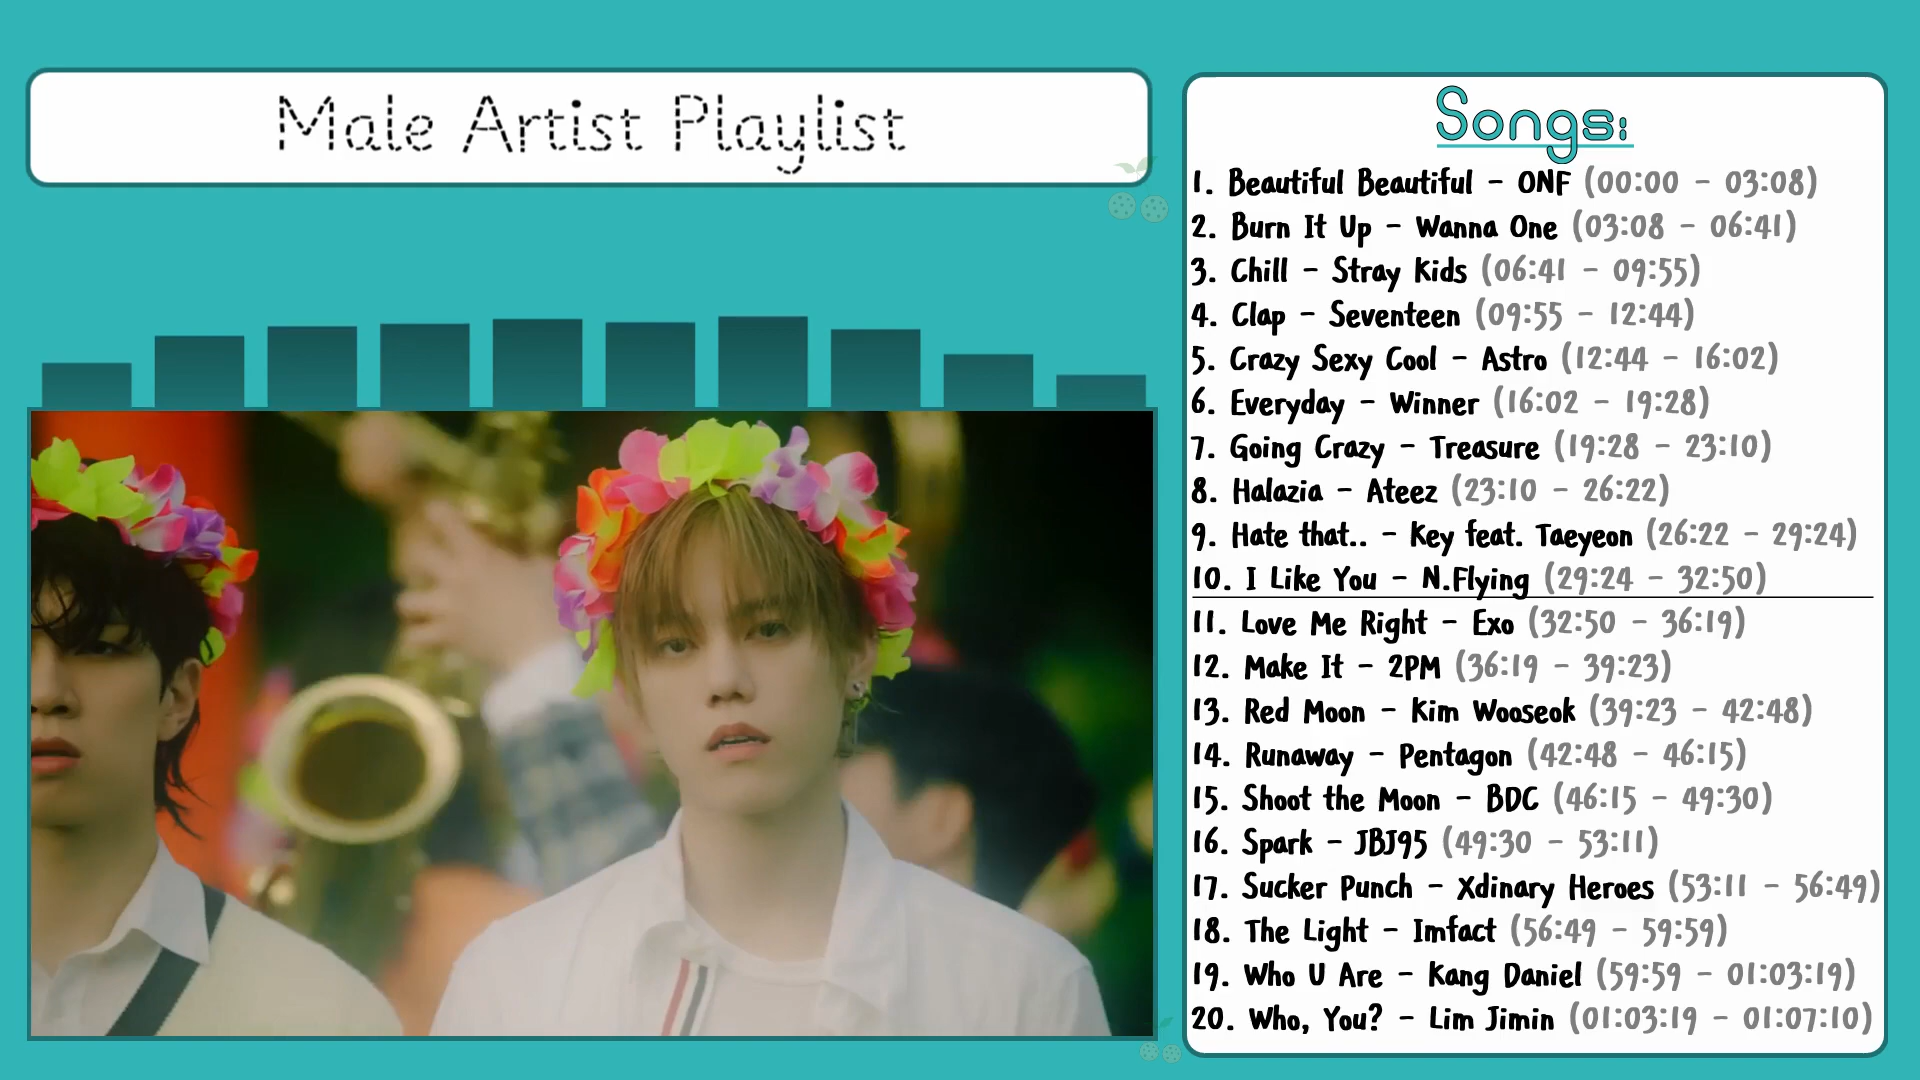 Male Artist Playlist
Songs:
1. Beautiful Beautiful - ONF (00:00 - 03:08)
2. Burn It Up - Wanna One (03:08 - 06:41)
3. Chill - Stray Kids (06:41 - 09:55)
4. Clap - Seventeen (09:55 - 12:44)
5. Crazy Sexy Cool - Astro (12:44 - 16:02)
6. Everyday - Winner (16:02 - 19:28)
7. Going Crazy - Treasure (19:28 - 23:10)
8. Halazia - Ateez (23:10 - 26:22)
9. Hate that.. - Key feat. Taeyeon (26:22 - 29:24)
10. I Like You - N.Flying (29:24 - 32:50)
11. Love Me Right - Exo (32:50 - 36:19)
12. Make It - 2PM (36:19 - 39:23)
13. Red Moon - Kim Wooseok (39:23 - 42:48)
14. Runaway - Pentagon (42:48 - 46:15)
15. Shoot the Moon - BDC (46:15 - 49:30)
16. Spark - JBJ95 (49:30 - 53:11)
17. Sucker Punch - Xdinary Heroes (53:11 - 56:49)
18. The Light - Imfact (56:49 - 59:59)
19. Who U Are - Kang Daniel (59:59 - 01:03:19)
20. Who, You? - Lim Jimin (01:03:19 - 01:07:10)